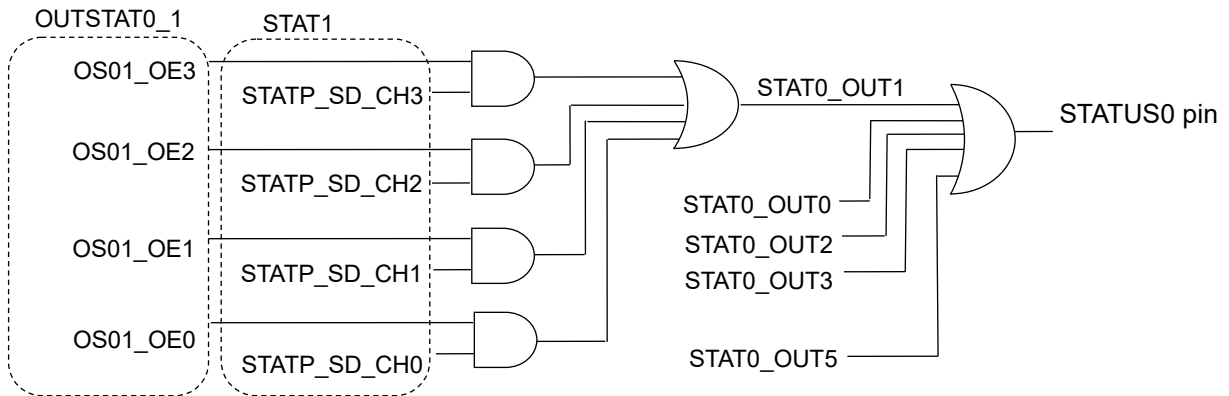 OUTSTAT0_1
STAT1
OS01_OE3
STATP_SD_CH3
OS01_OE2
STATP_SD_CH2
OS01_OE1
STATP_SD_CH1
OS01_OE0
STATP_SD_CH0
STAT0_OUT1
STAT0_OUT0
STAT0_OUT2
STAT0_OUT3
STAT0_OUT5
STATUS0 pin